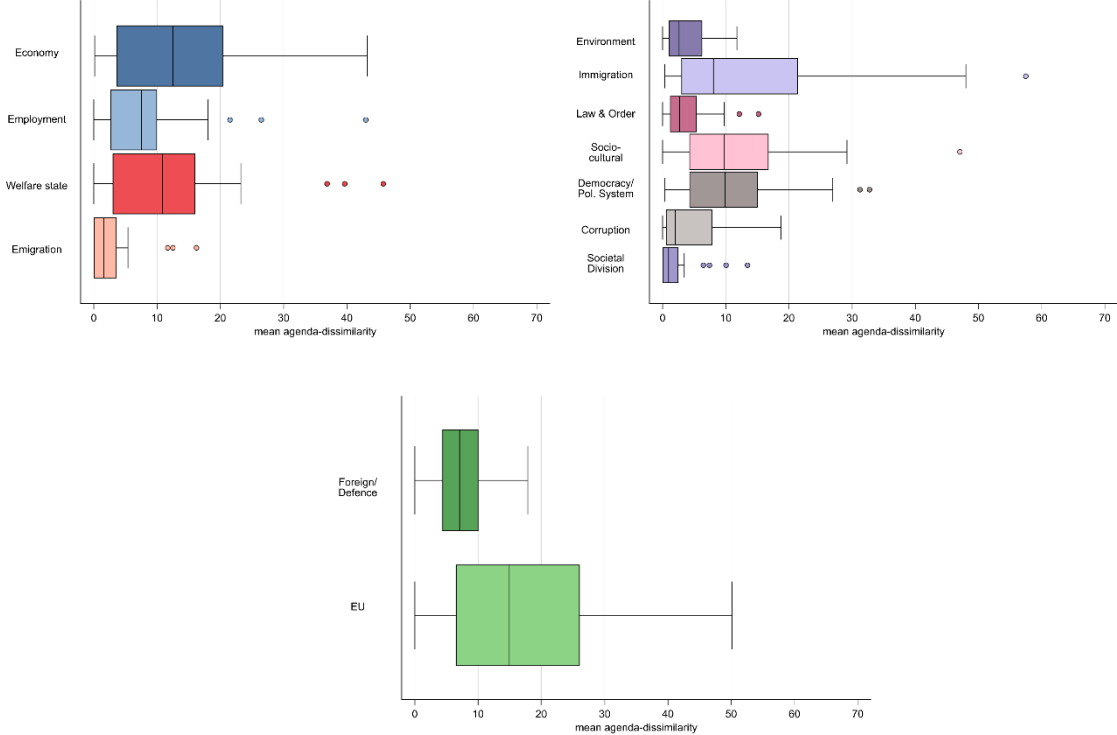 Economy
Employment
Welfare state
Emigration
0 10 20 30 40 50 60 70
mean agenda-dissimilarity
Environment
Immigration
Law & Order
Socio-
cultural
Democracy/
Pol. System
Corruption
Societal
Division
0 10 20 30 40 50 60 70
mean agenda-dissimilarity
Foreign/
Defence
EU
0 10 20 30 40 50 60 70
mean agenda-dissimilarity